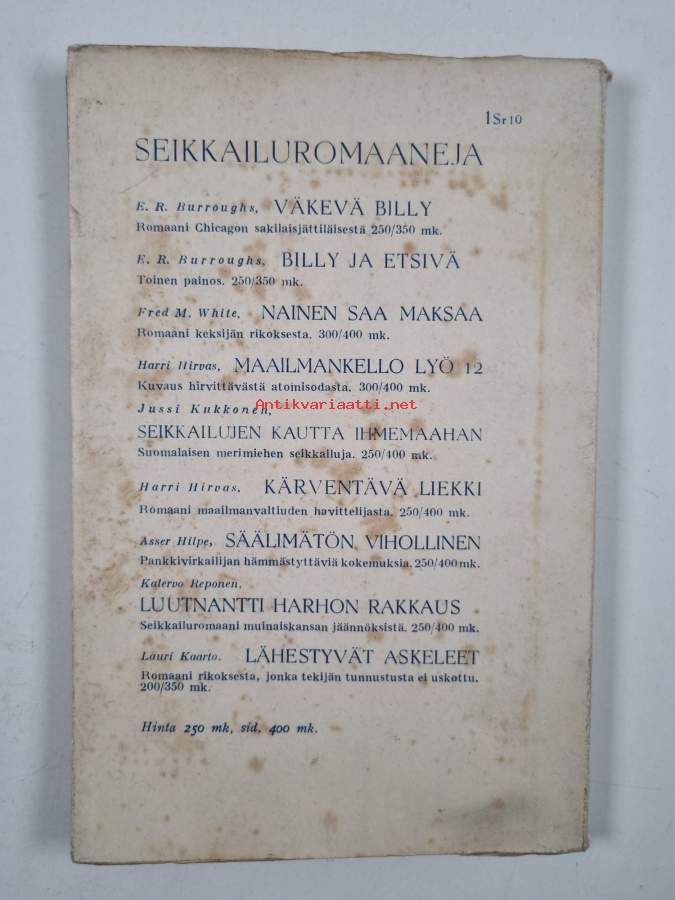 1Sr10
SEIKKAILUROMAANEJA
E. R. Burroughs, VÄKEVÄ BILLY
Romaani Chicagon sakilaisjättiläisestä 250/350 mk.
E. R. Burroughs, BILLY JA ETSIVÄ
Toinen painos. 250/350 mk.
Fred M. White, NAINEN SAA MAKSAA
Romaani keksijän rikoksesta. 300/400 mk.
Harri Hirvas, MAAILMANKELLO LYÖ 12
Kuvaus hirvittävästä atomisodasta. 300/400 mk.
Antikvariaatti.net
Jussi Kukkonen,
SEIKKAILUJEN KAUTTA IHMEMAAHAN
Suomalaisen merimiehen seikkailuja. 250/400 mk.
Harri Hirvas, KÄRVENTÄVÄ LIEKKI
Romaani maailmanvaltiuden havittelijasta. 250/400 mk.
Asser Hilpe, SÄÄLIMÄTÖN VIHOLLINEN
Pankkivirkailijan hämmästyttäviä kokemuksia. 250/400 mk.
Kalervo Reponen,
LUUTNANTTI HARHON RAKKAUS
Seikkailuromaani muinaiskansan jäännöksistä. 250/400 mk.
Lauri Kaarto. LÄHESTYVÄT ASKELEET
Romaani rikoksesta, jonka tekijän tunnustusta ei uskottu.
200/350 mk.
Hinta 250 mk, sid. 400 mk.